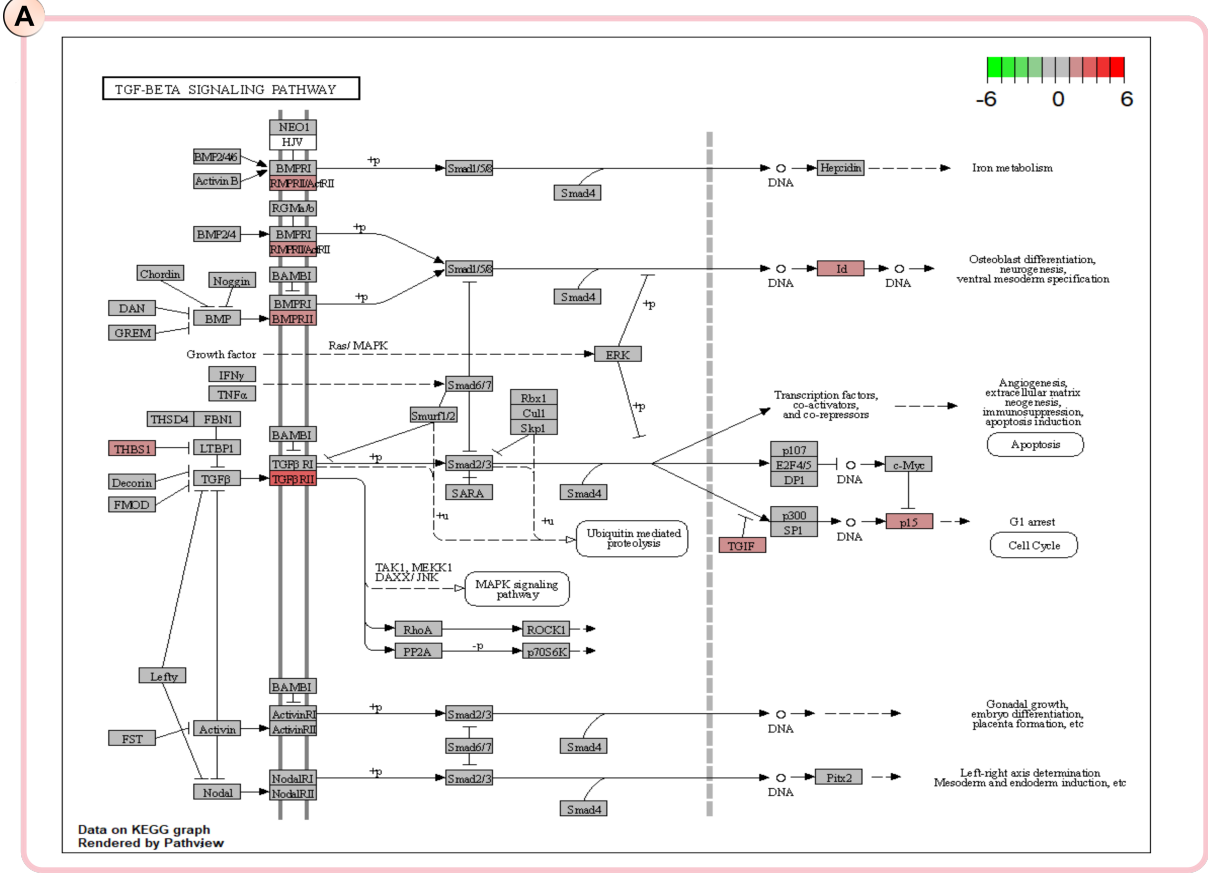 A
TGF-BETA SIGNALING PATHWAY
-6 0 6
NEO1
HJV
BMP2/4/6
Activin B
BMPRI
RMPRII/ActRII
+p
Smad1/5/8
Smad4
DNA
Hepcidin
Iron metabolism
RGMa/b
BMP2/4
BMPRI
RMPRII/ActRII
+p
Smad1/5/8
Smad4
DNA
Id
DNA
Osteoblast differentiation,
neurogenesis,
ventral mesoderm specification
Chordin
Noggin
DAN
GREM
BMP
BAMBI
BMPRI
BMPRII
+p
+p
Growth factor
Ras/ MAPK
ERK
IFNγ
TNFα
Smad6/7
Smurf1/2
Rbx1
Cul1
Skp1
+p
Transcription factors,
co-activators,
and co-repressors
Angiogenesis,
extracellular matrix
neogenesis,
immunosuppression,
apoptosis induction
Apoptosis
THSD4
FBN1
THBS1
LTBP1
Decorin
FMOD
TGFβ
BAMBI
TGFβ RI
TGFβ RII
+p
Smad2/3
SARA
Smad4
+u
+u
Ubiquitin mediated
proteolysis
p107
E2F4/5
DP1
DNA
c-Myc
p300
SP1
TGIF
DNA
p15
G1 arrest
Cell Cycle
TAK1, MEKK1
DAXX/ JNK
MAPK signaling
pathway
RhoA
ROCK1
PP2A
-p
p70S6K
Lefty
FST
Activin
BAMBI
ActivinRI
ActivinRII
+p
Smad2/3
Smad6/7
Smad4
DNA
Gonadal growth,
embryo differentiation,
placenta formation, etc
Nodal
NodalRI
NodalRII
+p
Smad2/3
Smad4
DNA
Pitx2
Left-right axis determination
Mesoderm and endoderm induction, etc
Data on KEGG graph
Rendered by Pathview